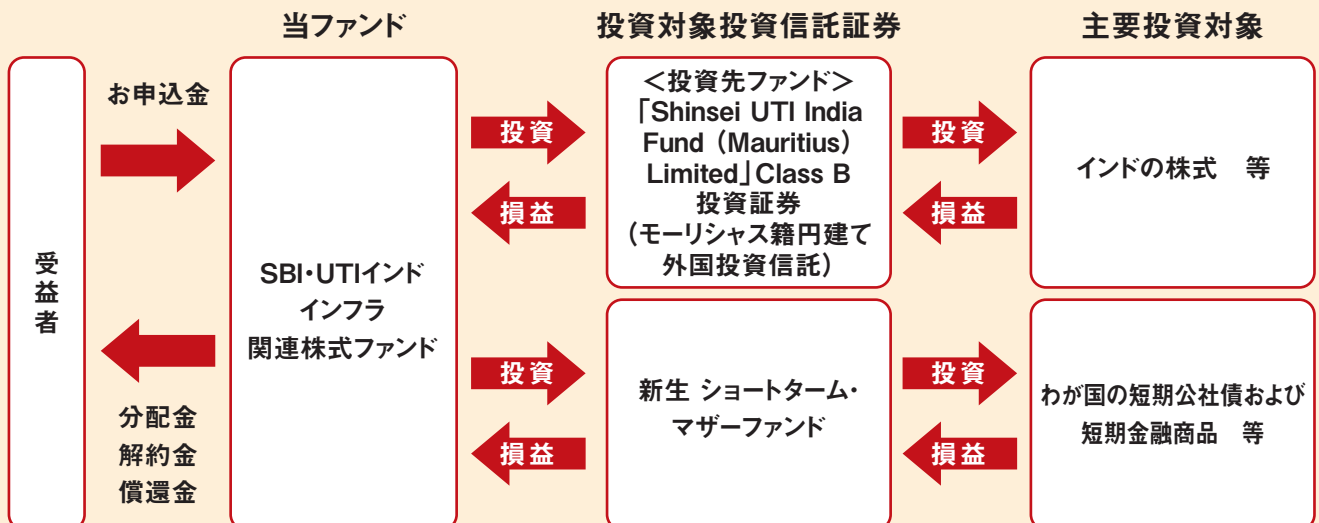 当ファンド
投資対象投資信託証券
主要投資対象
受益者
お申込金
分配金
解約金
償還金
SBI・UTIインド
インフラ
関連株式ファンド
投資
損益
＜投資先ファンド＞
「Shinsei UTI India
Fund（Mauritius）
Limited」Class B
投資証券
（モーリシャス籍円建て
外国投資信託）
投資
損益
インドの株式　等
投資
損益
新生 ショートターム・
マザーファンド
投資
損益
わが国の短期公社債および
短期金融商品　等